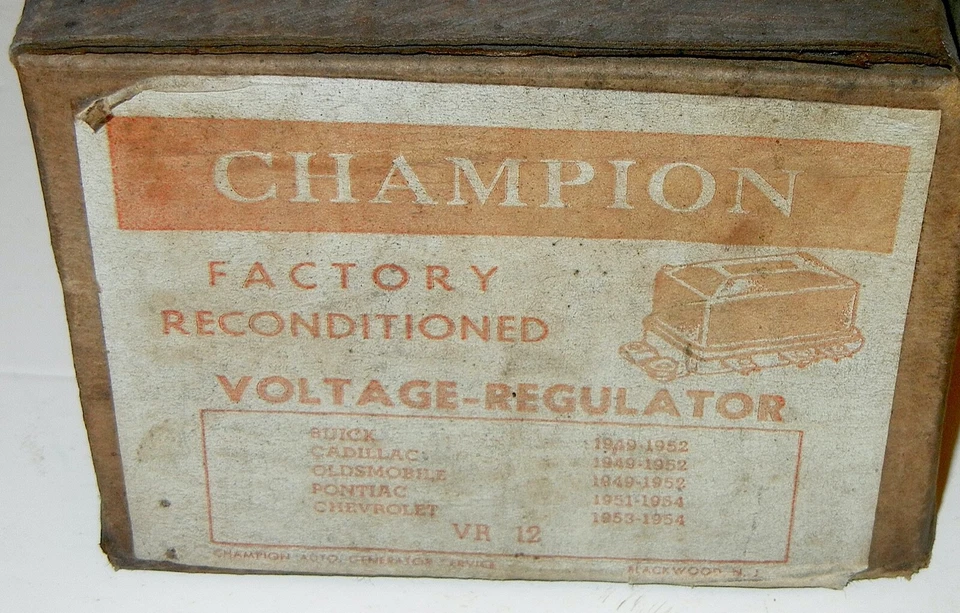 CHAMPION
FACTORY
RECONDITIONED
VOLTAGE-REGULATOR
BUICK 1949-1952
CADILLAC 1949-1952
OLDSMOBILE 1949-1952
PONTIAC 1951-1954
CHEVROLET 1953-1954
VR 12
CHAMPION AUTO GENERATOR SERVICE BLACKWOOD N. J.